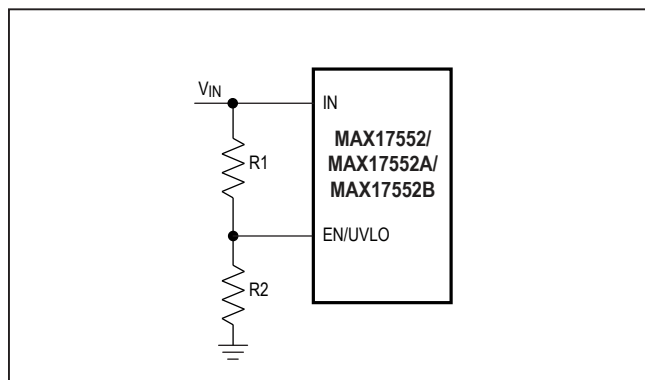 VIN
IN
MAX17552/
MAX17552A/
MAX17552B
R1
EN/UVLO
R2